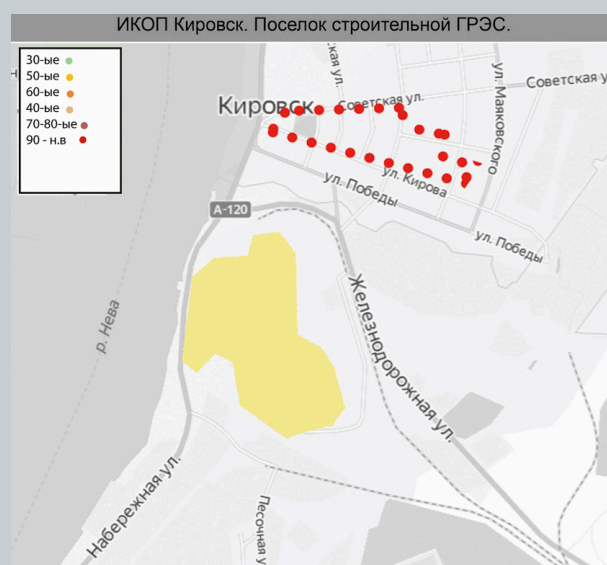 ИКОП Кировск. Поселок строительной ГРЭС.
30-ые
50-ые
60-ые
40-ые
70-80-ые
90 - н.в
ская ул.
ул. Маяковского
Советская у
Кировск
Советская ул.
ул. Кирова
ул. Победы
ул. Победы
А-120
р. Нева
Железнодорожная ул.
Набережная ул.
Песочная у